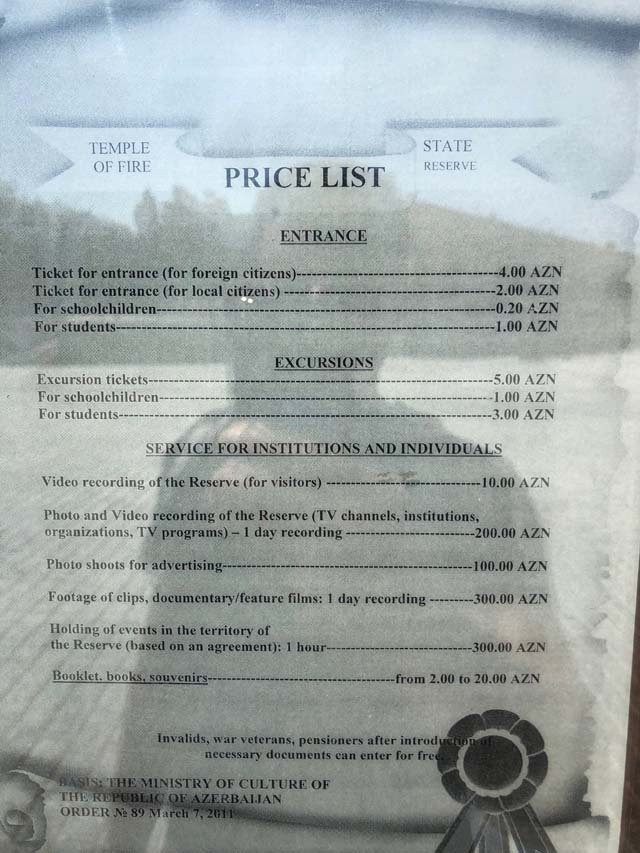 TEMPLE
OF FIRE
STATE
RESERVE
PRICE LIST
ENTRANCE
Ticket for entrance (for foreign citizens)-----------------------------------4.00 AZN
Ticket for entrance (for local citizens) -------------------------------------2.00 AZN
For schoolchildren-----------------------------------------------------------0.20 AZN
For students-------------------------------------------------------------------1.00 AZN
EXCURSIONS
Excursion tickets------------------------------------------------------------5.00 AZN
For schoolchildren-----------------------------------------------------------1.00 AZN
For students------------------------------------------------------------------3.00 AZN
SERVICE FOR INSTITUTIONS AND INDIVIDUALS
Video recording of the Reserve (for visitors) ---------------------------10.00 AZN
Photo and Video recording of the Reserve (TV channels, institutions,
organizations, TV programs) – 1 day recording ----------------------200.00 AZN
Photo shoots for advertising-------------------------------------------100.00 AZN
Footage of clips, documentary/feature films: 1 day recording ---------300.00 AZN
Holding of events in the territory of
the Reserve (based on an agreement): 1 hour-------------------------300.00 AZN
Booklet, books, souvenirs--------------------------------from 2.00 to 20.00 AZN
Invalids, war veterans, pensioners after introduction of
necessary documents can enter for free.
BASIS: THE MINISTRY OF CULTURE OF
THE REPUBLIC OF AZERBAIJAN
ORDER № 89 March 7, 2011